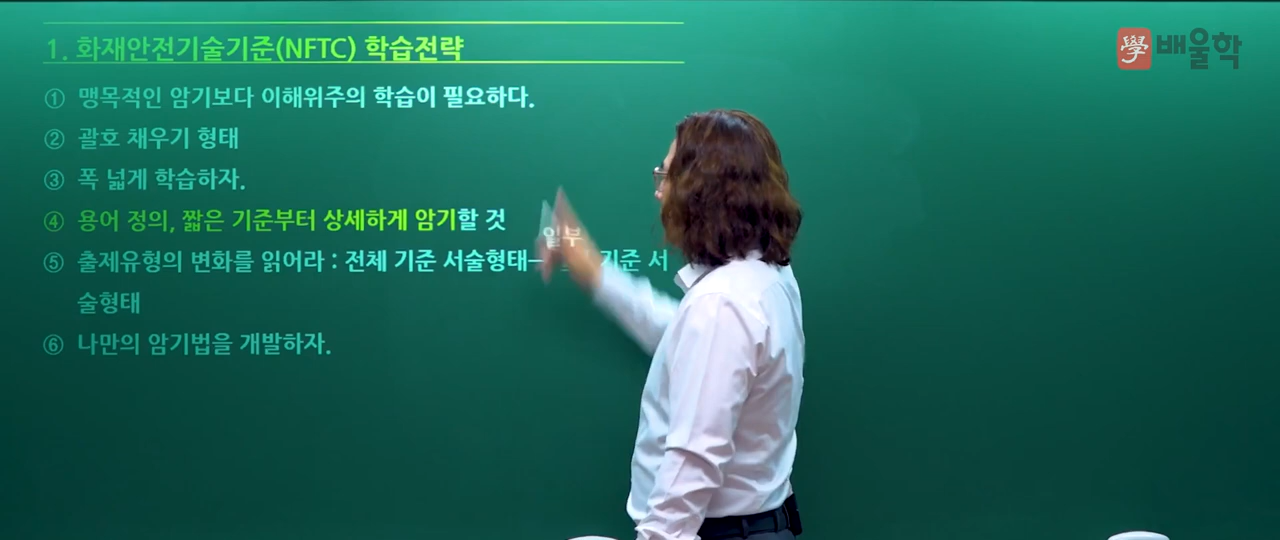 1. 화재안전기술기준(NFTC) 학습전략
學 배울학
① 맹목적인 암기보다 이해위주의 학습이 필요하다.
② 괄호 채우기 형태
③ 폭 넓게 학습하자.
④ 용어 정의, 짧은 기준부터 상세하게 암기할 것
⑤ 출제유형의 변화를 읽어라 : 전체 기준 서술형태 일부 기준 서
술형태
⑥ 나만의 암기법을 개발하자.